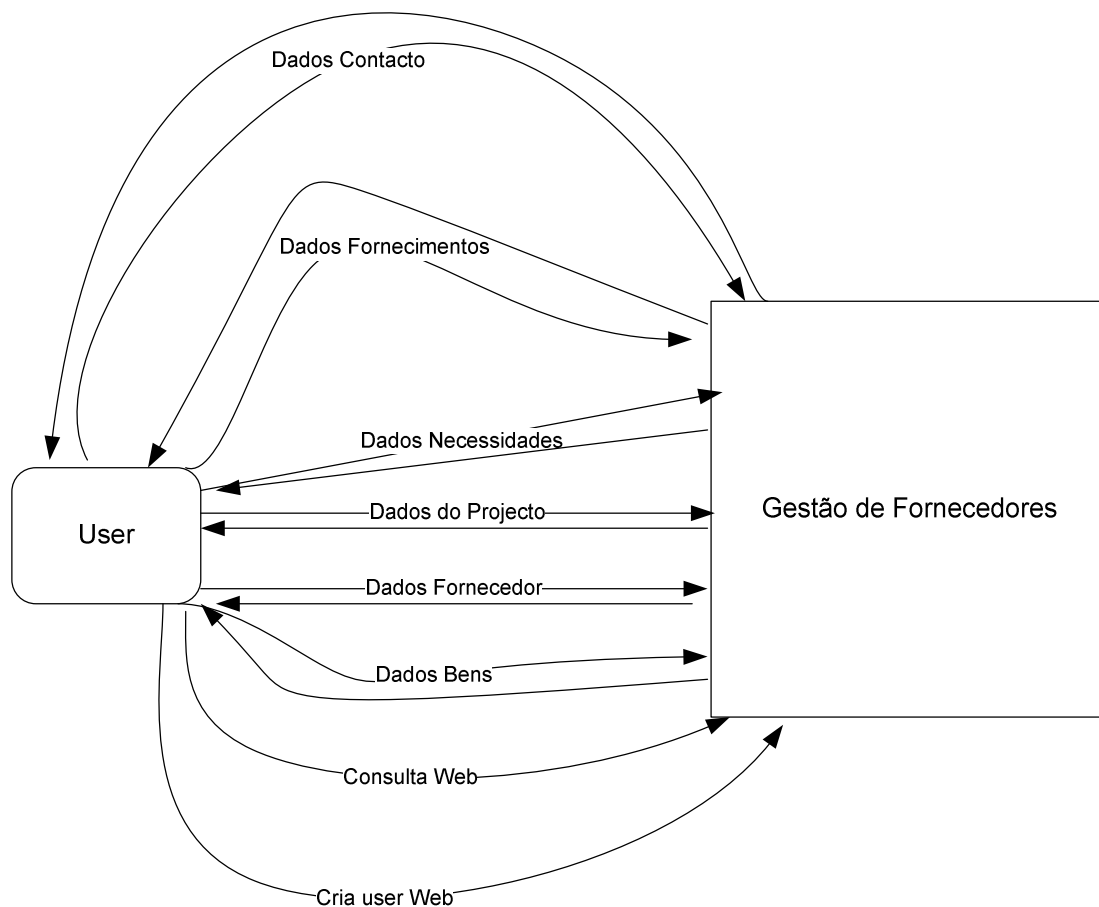 Dados Contacto
Dados Fornecimentos
Dados Necessidades
Dados do Projecto
Gestão de Fornecedores
User
Dados Fornecedor
Dados Bens
Consulta Web
Cria user Web